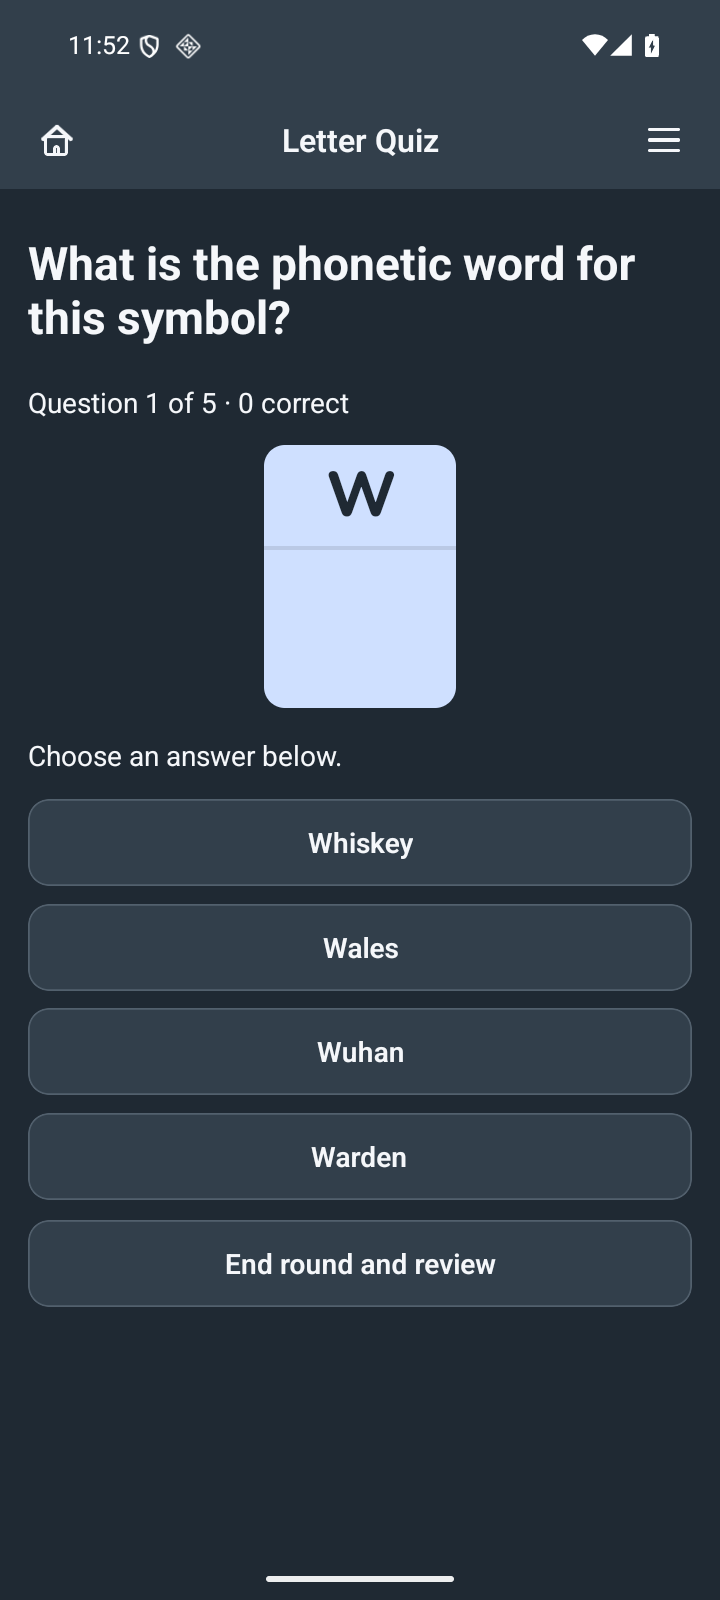 11:52
Letter Quiz
What is the phonetic word for
this symbol?
Question 1 of 5 · 0 correct
W
Choose an answer below.
Whiskey
Wales
Wuhan
Warden
End round and review